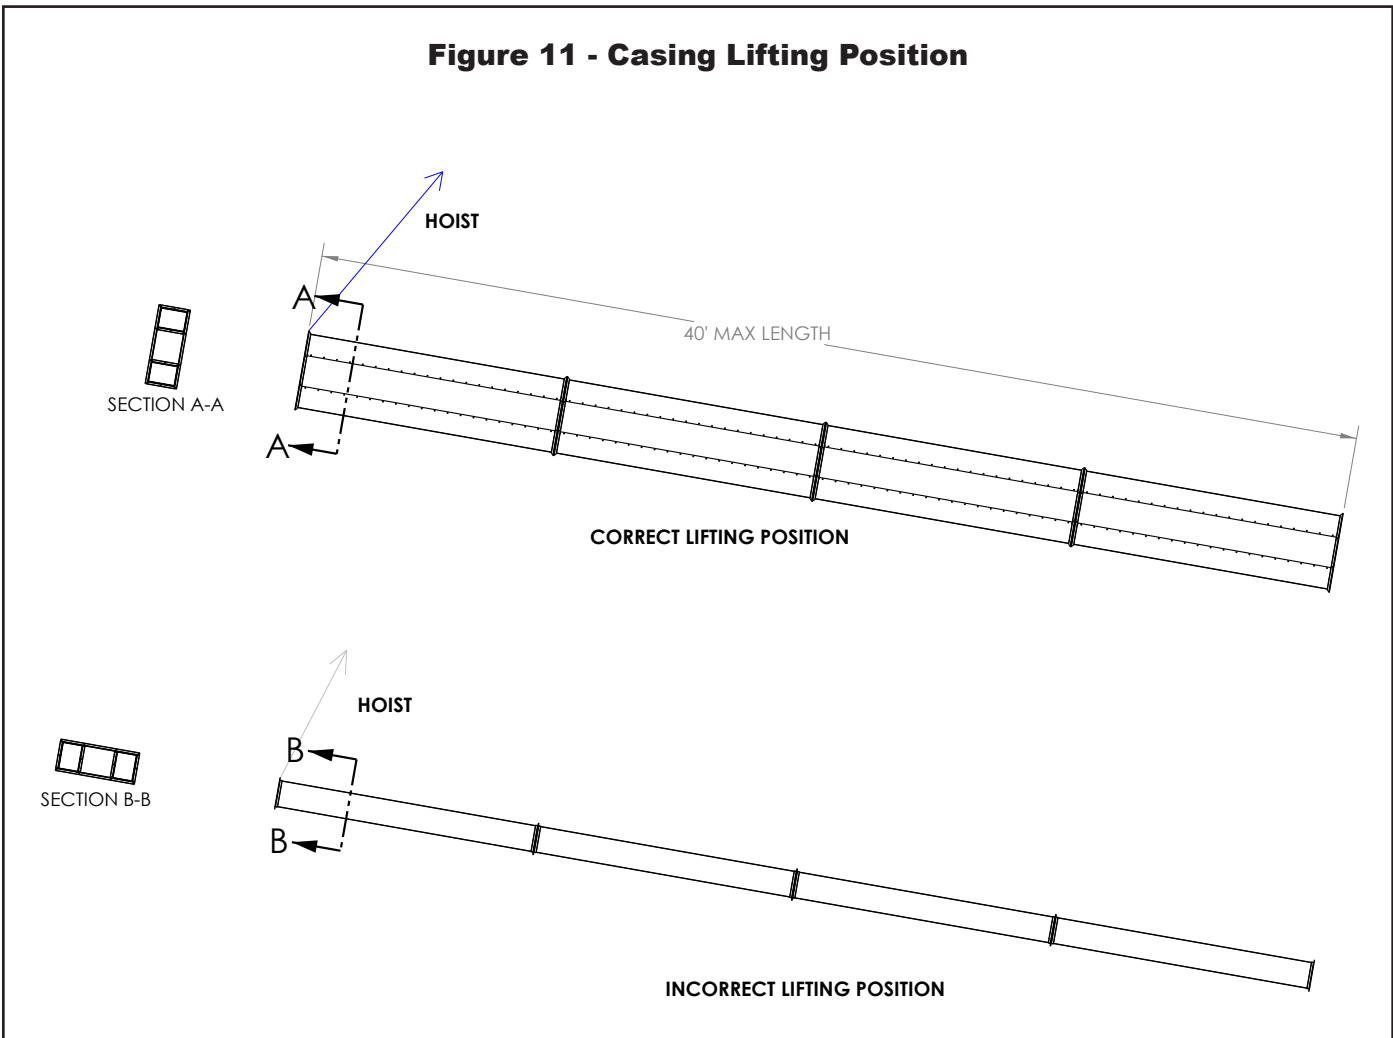 Figure 11 - Casing Lifting Position
HOIST
A
40' MAX LENGTH
SECTION A-A
A
CORRECT LIFTING POSITION
HOIST
B
SECTION B-B
B
INCORRECT LIFTING POSITION